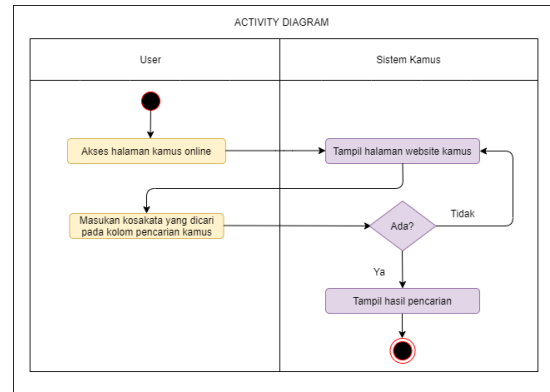 ACTIVITY DIAGRAM
User
Sistem Kamus
Akses halaman kamus online
Tampil halaman website kamus
Masukan kosakata yang dicari
pada kolom pencarian kamus
Ada?
Tidak
Ya
Tampil hasil pencarian